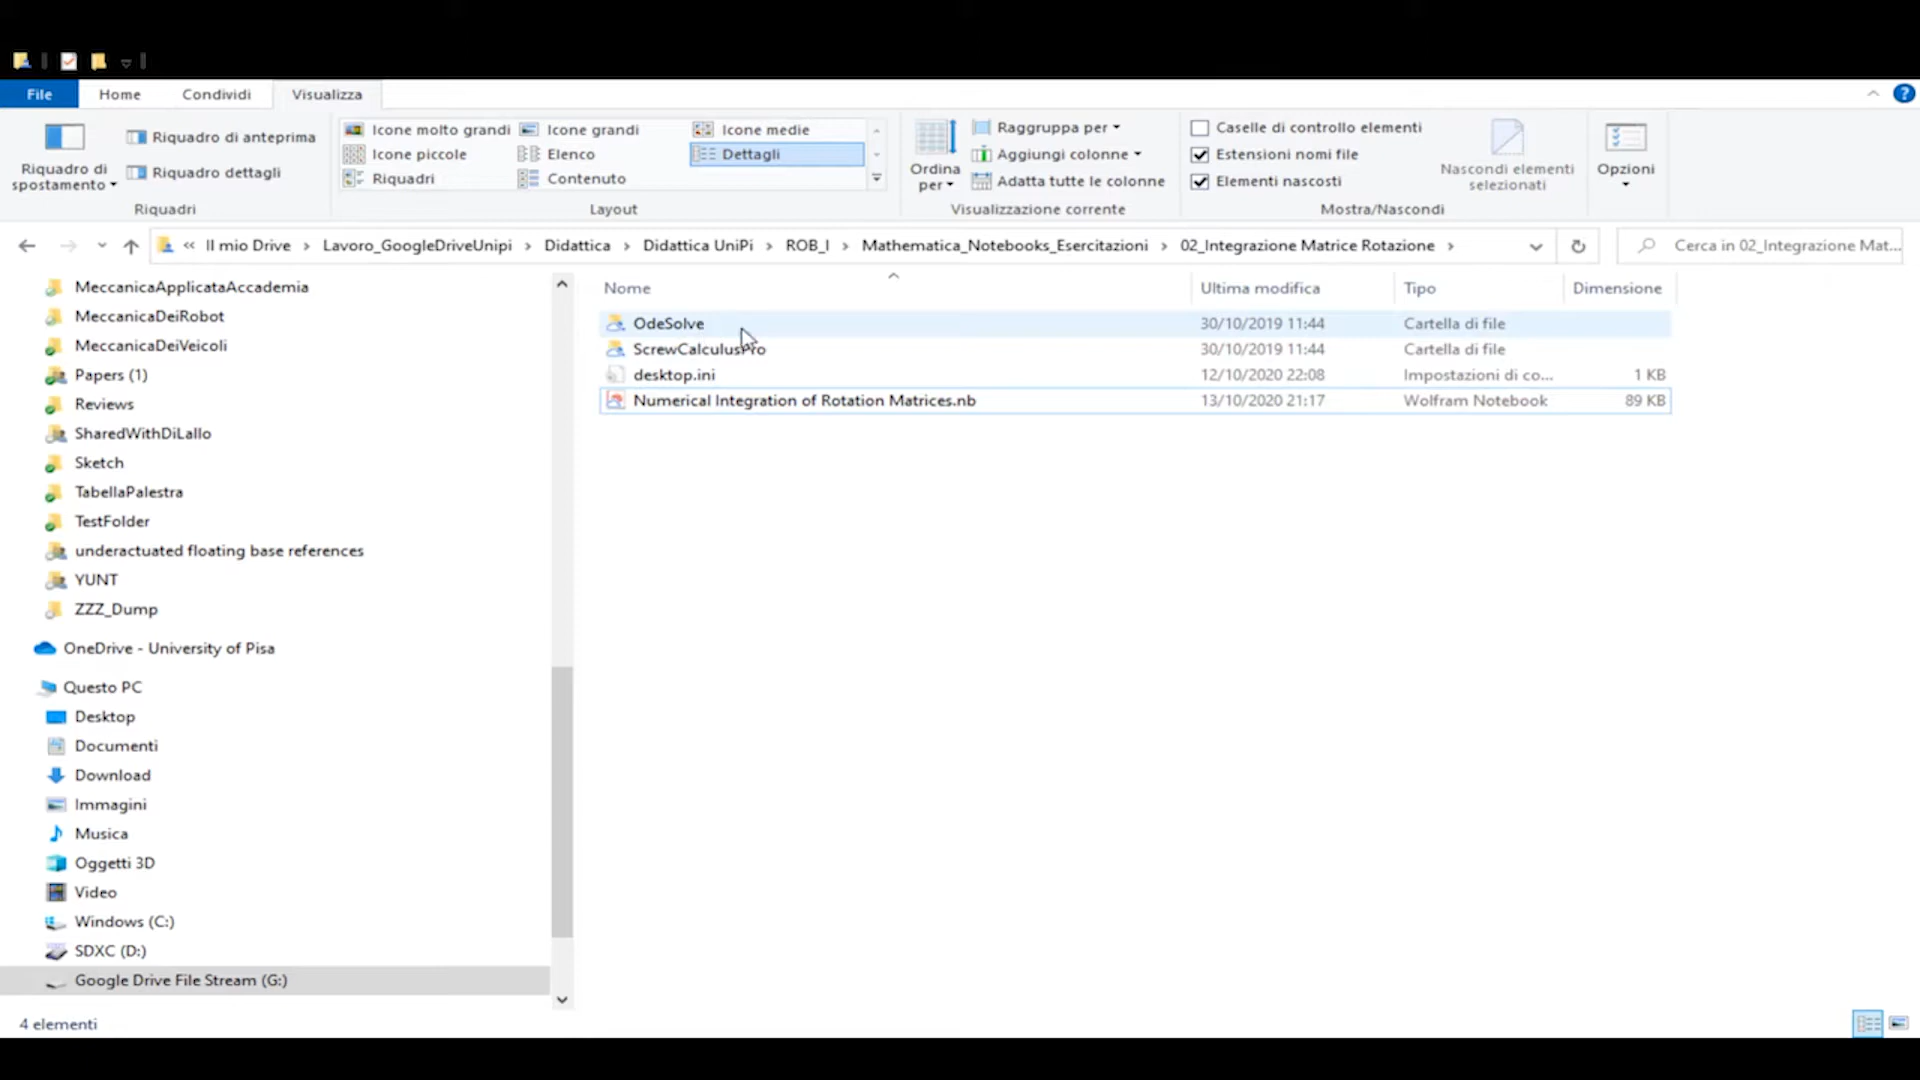 File Home Condividi Visualizza
Riquadro di spostamento
Riquadro di anteprima
Riquadro dettagli
Riquadri
Icone molto grandi Icone grandi Icone medie
Icone piccole Elenco Dettagli
Riquadri Contenuto
Layout
Ordina per
Raggruppa per
Aggiungi colonne
Adatta tutte le colonne
Visualizzazione corrente
Caselle di controllo elementi
Estensioni nomi file
Elementi nascosti
Nascondi elementi selezionati
Mostra/Nascondi
Opzioni
« Il mio Drive › Lavoro_GoogleDriveUnipi › Didattica › Didattica UniPi › ROB_I › Mathematica_Notebooks_Esercitazioni › 02_Integrazione Matrice Rotazione ›
Cerca in 02_Integrazione Mat...
MeccanicaApplicataAccademia
MeccanicaDeiRobot
MeccanicaDeiVeicoli
Papers (1)
Reviews
SharedWithDiLallo
Sketch
TabellaPalestra
TestFolder
underactuated floating base references
YUNT
ZZZ_Dump
OneDrive - University of Pisa
Questo PC
Desktop
Documenti
Download
Immagini
Musica
Oggetti 3D
Video
Windows (C:)
SDXC (D:)
Google Drive File Stream (G:)
Nome Ultima modifica Tipo Dimensione
OdeSolve 30/10/2019 11:44 Cartella di file
ScrewCalculusPro 30/10/2019 11:44 Cartella di file
desktop.ini 12/10/2020 22:08 Impostazioni di co... 1 KB
Numerical Integration of Rotation Matrices.nb 13/10/2020 21:17 Wolfram Notebook 89 KB
4 elementi